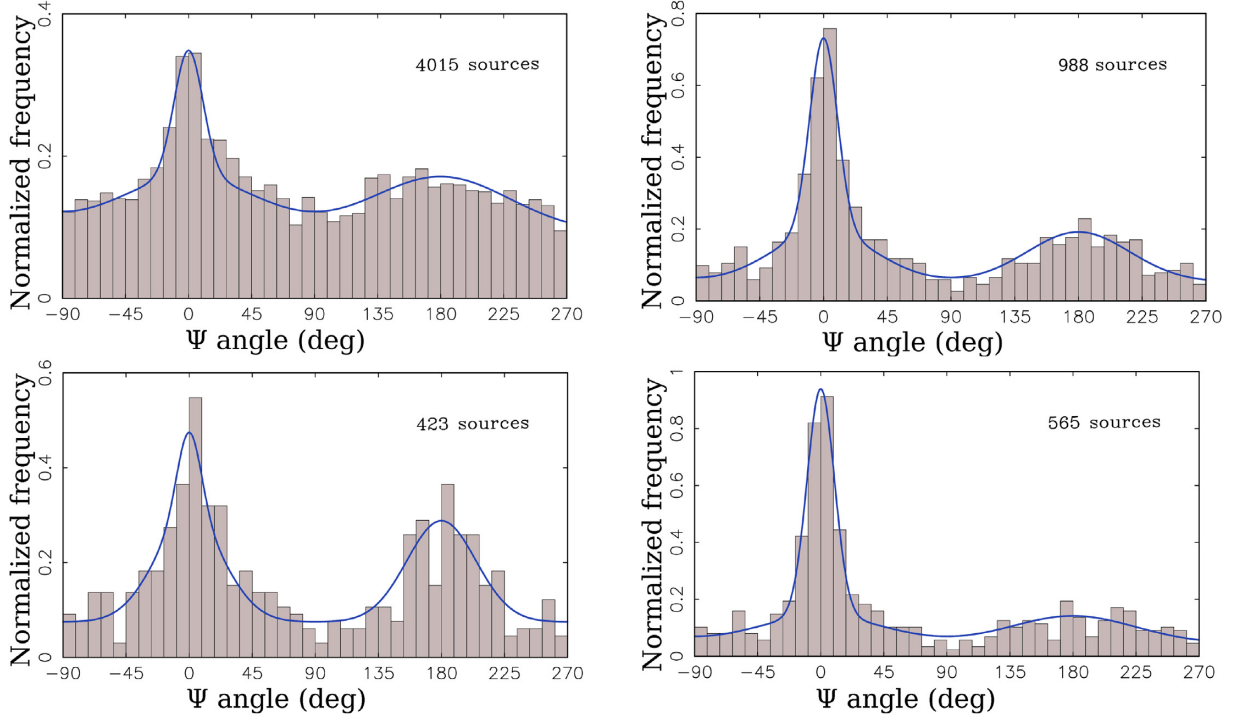 Normalized frequency
0.4
0.2
0
4015 sources
−90 −45 0 45 90 135 180 225 270
Ψ angle (deg)
Normalized frequency
0.8
0.6
0.4
0.2
0
988 sources
−90 −45 0 45 90 135 180 225 270
Ψ angle (deg)
Normalized frequency
0.6
0.4
0.2
0
423 sources
−90 −45 0 45 90 135 180 225 270
Ψ angle (deg)
Normalized frequency
1
0.8
0.6
0.4
0.2
0
565 sources
−90 −45 0 45 90 135 180 225 270
Ψ angle (deg)